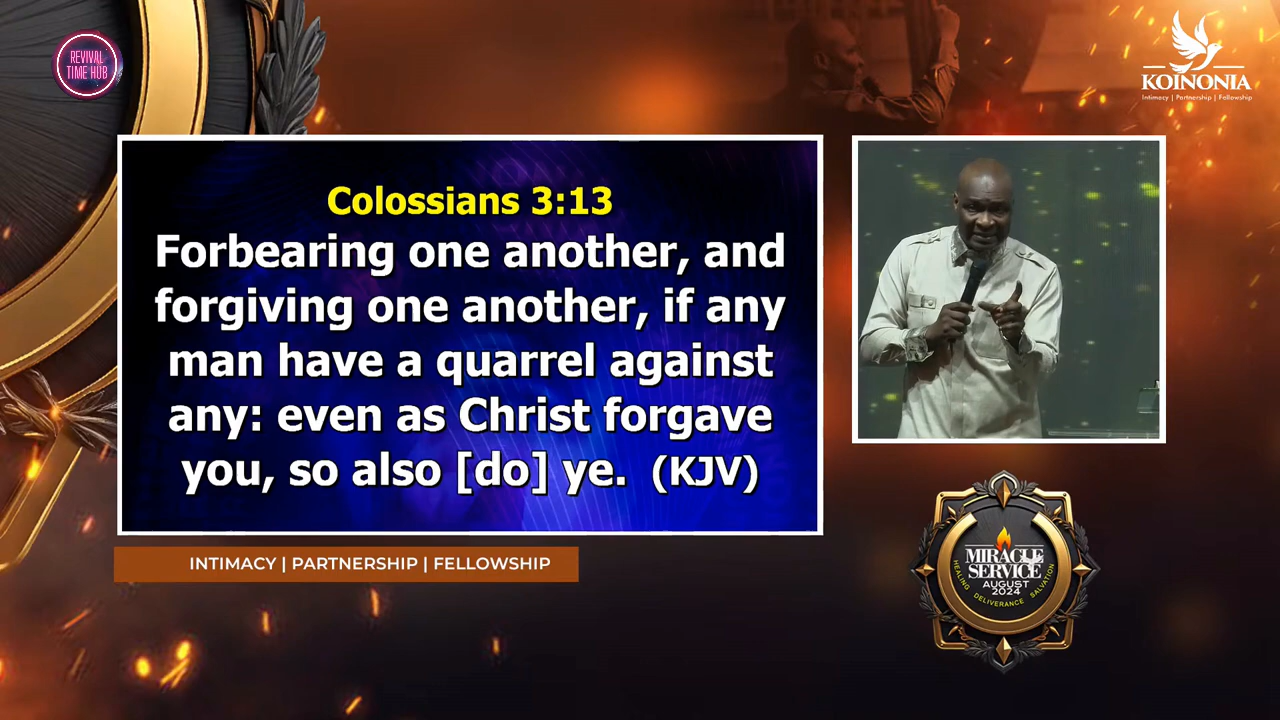 REVIVAL
TIME HUB
KOINONIA
Intimacy | Partnership | Fellowship
Colossians 3:13
Forbearing one another, and
forgiving one another, if any
man have a quarrel against
any: even as Christ forgave
you, so also [do] ye. (KJV)
INTIMACY | PARTNERSHIP | FELLOWSHIP
MIRACLE
SERVICE
AUGUST
2024
HEALING DELIVERANCE SALVATION